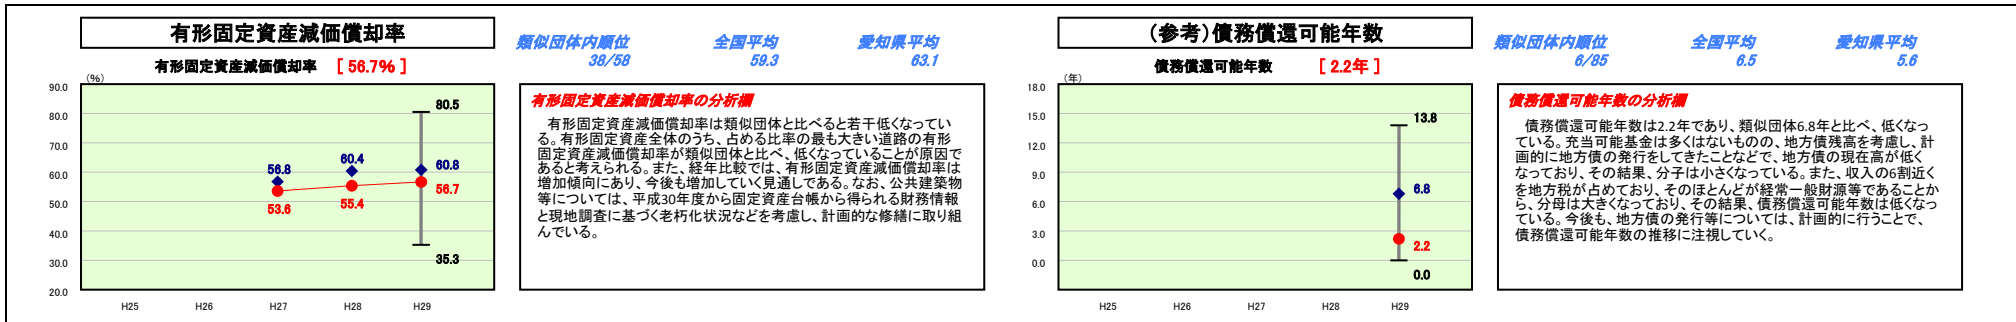 有形固定資産減価償却率
有形固定資産減価償却率 [ 56.7% ]
類似団体内順位 全国平均 愛知県平均
38/58 59.3 63.1
(%)
90.0
80.0
70.0
60.0
50.0
40.0
30.0
20.0
H25 H26 H27 H28 H29
80.5
56.8 60.4 60.8
53.6 55.4 56.7
35.3
有形固定資産減価償却率の分析欄
有形固定資産減価償却率は類似団体と比べると若干低くなってい
る。有形固定資産全体のうち、占める比率の最も大きい道路の有形
固定資産減価償却率が類似団体と比べ、低くなっていることが原因で
あると考えられる。また、経年比較では、有形固定資産減価償却率は
増加傾向にあり、今後も増加していく見通しである。なお、公共建築物
等については、平成30年度から固定資産台帳から得られる財務情報
と現地調査に基づく老朽化状況などを考慮し、計画的な修繕に取り組
んでいる。
(参考)債務償還可能年数
債務償還可能年数 [ 2.2年 ]
類似団体内順位 全国平均 愛知県平均
6/85 6.5 5.6
(年)
18.0
15.0
12.0
9.0
6.0
3.0
0.0
H25 H26 H27 H28 H29
13.8
6.8
2.2
0.0
債務償還可能年数の分析欄
債務償還可能年数は2.2年であり、類似団体6.8年と比べ、低くなっ
ている。充当可能基金は多くはないものの、地方債残高を考慮し、計
画的に地方債の発行をしてきたことなどで、地方債の現在高が低く
なっており、その結果、分子は小さくなっている。また、収入の6割近く
を地方税が占めており、そのほとんどが経常一般財源等であることか
ら、分母は大きくなっており、その結果、債務償還可能年数は低くなっ
ている。今後も、地方債の発行等については、計画的に行うことで、
債務償還可能年数の推移に注視していく。